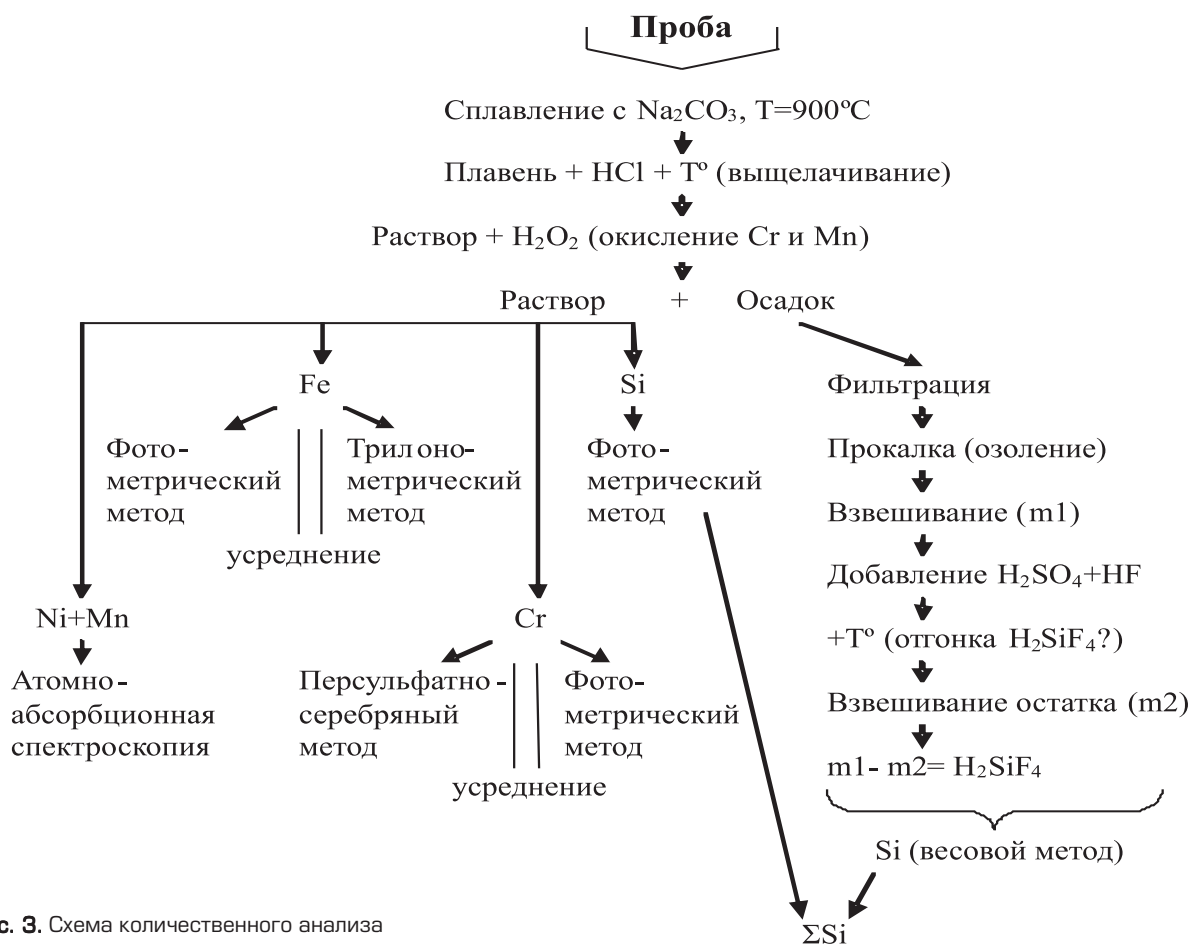 Проба
Сплавление с Na₂CO₃, T=900ºC
Плавень + HCl + Tº (выщелачивание)
Раствор + H₂O₂ (окисление Cr и Mn)
Раствор + Осадок
Fe
Фото-
метрический
метод
Трилоно-
метрический
метод
усреднение
Si
Фото-
метрический
метод
Ni+Mn
Атомно-
абсорбционная
спектроскопия
Cr
Персульфатно-
серебряный
метод
Фото-
метрический
метод
усреднение
Фильтрация
Прокалка (озоление)
Взвешивание (m1)
Добавление H₂SO₄+HF
+Tº (отгонка H₂SiF₄?)
Взвешивание остатка (m2)
m1- m2= H₂SiF₄
Si (весовой метод)
ΣSi
с. 3. Схема количественного анализа